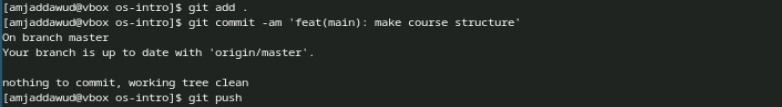 [amjaddawud@vbox os-intro]$ git add .
[amjaddawud@vbox os-intro]$ git commit -am 'feat(main): make course structure'
On branch master
Your branch is up to date with 'origin/master'.
nothing to commit, working tree clean
[amjaddawud@vbox os-intro]$ git push